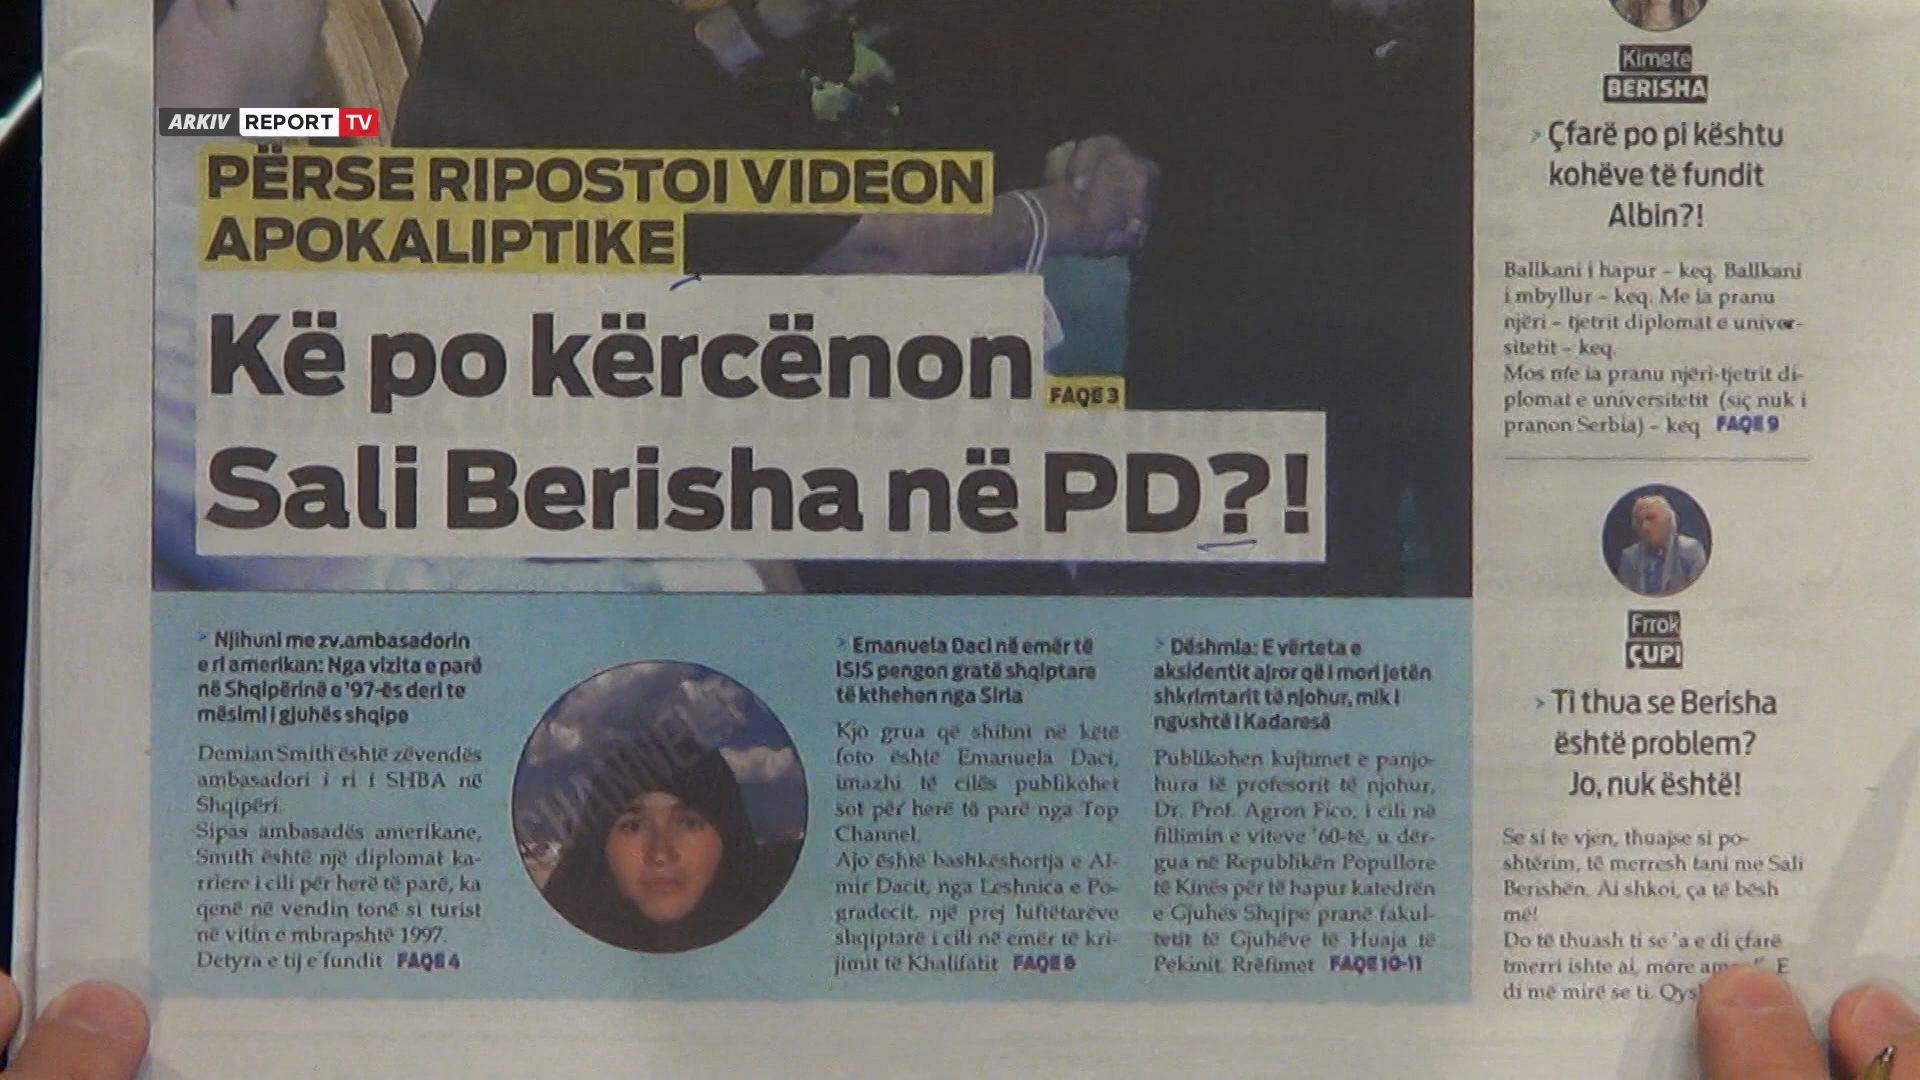 ARKIV REPORT TV
PËRSE RIPOSTOI VIDEON
APOKALIPTIKE
Kë po kërcënon
FAQE 3
Sali Berisha në PD?!
Njihuni me zv.ambasadorin
e ri amerikan: Nga vizita e parë
në Shqipërinë e '97-ës deri te
mësimi i gjuhës shqipe
Demian Smith është zëvendës
ambasadori i ri i SHBA në
Shqipëri.
Sipas ambasadës amerikane,
Smith është një diplomat ka-
rriere i cili për herë të parë, ka
qenë në vendin tonë si turist
në vitin e mbrapshtë 1997.
Detyra e tij e fundit FAQE 4
CHANNEL
Emanuela Daci në emër të
ISIS pengon gratë shqiptare
të kthehen nga Siria
Kjo grua që shihni në këtë
foto është Emanuela Daci,
imazhi të cilës publikohet
sot për herë të parë nga Top
Channel.
Ajo është bashkëshortja e Al-
mir Dacit, nga Leshnica e Po-
gradecit, një prej luftëtarëve
shqiptarë i cili në emër të kri-
jimit të Khalifatit FAQE 6
Dëshmia: E vërteta e
aksidentit ajror që i mori jetën
shkrimtarit të njohur, mik i
ngushtë i Kadaresë
Publikohen kujtimet e panjo-
hura të profesorit të njohur,
Dr. Prof. Agron Fico, i cili në
fillimin e viteve '60-të, u dër-
gua në Republikën Popullore
të Kinës për të hapur katedrën
e Gjuhës Shqipe pranë fakul-
tetit të Gjuhëve të Huaja të
Pekinit. Rrëfimet FAQE 10-11
Kimete
BERISHA
Çfarë po pi kështu
kohëve të fundit
Albin?!
Ballkani i hapur – keq. Ballkani
i mbyllur – keq. Me ia pranu
njëri – tjetrit diplomat e univer-
sitetit – keq.
Mos me ia pranu njëri-tjetrit di-
plomat e universitetit (siç nuk i
pranon Serbia) – keq FAQE 9
Frrok
ÇUPI
Ti thua se Berisha
është problem?
Jo, nuk është!
Se si te vjen, thuajse si po-
shtërim, të merresh tani me Sali
Berishën. Ai shkoi, ça të bësh
më!
Do të thuash ti se 'a e di çfarë
tmerri ishte ai, more E
di më mirë se ti.